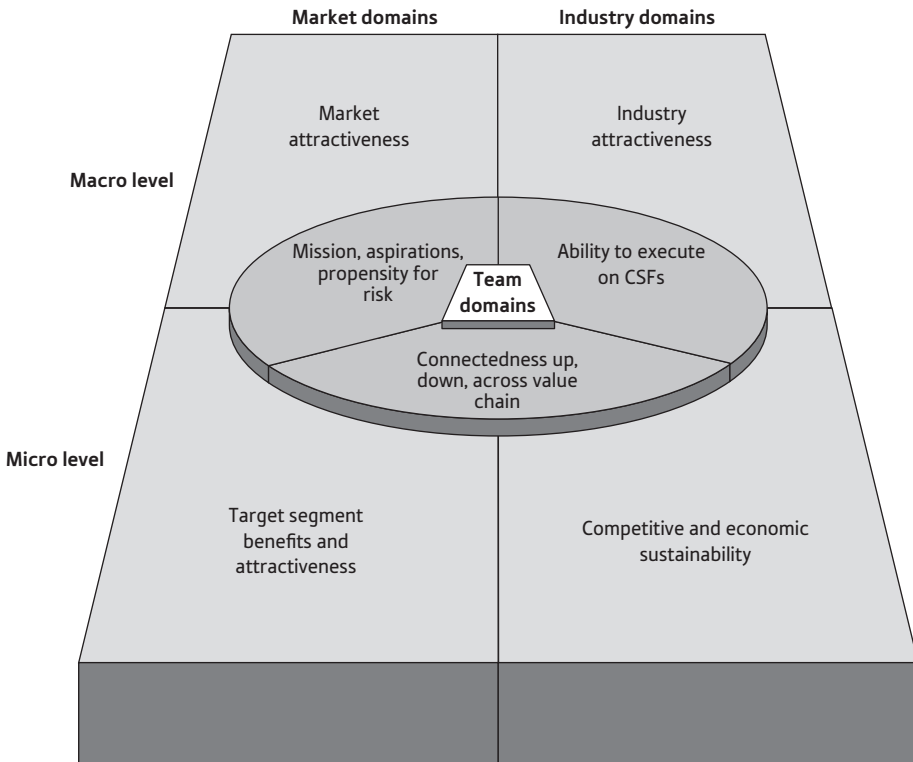 Market domains
Industry domains
Market
attractiveness
Industry
attractiveness
Macro level
Mission, aspirations,
propensity for
risk
Ability to execute
on CSFs
Team
domains
Connectedness up,
down, across value
chain
Micro level
Target segment
benefits and
attractiveness
Competitive and economic
sustainability